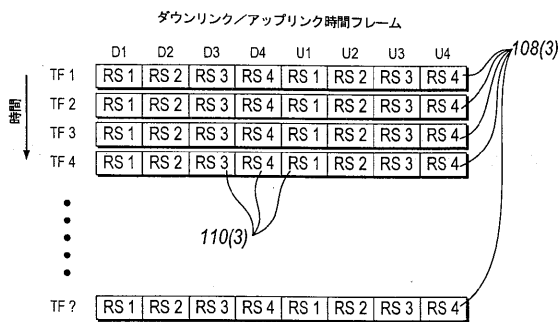 ダウンリンク/アップリンク時間フレーム
D1 D2 D3 D4 U1 U2 U3 U4
108(3)
TF 1 RS 1 RS 2 RS 3 RS 4 RS 1 RS 2 RS 3 RS 4
TF 2 RS 1 RS 2 RS 3 RS 4 RS 1 RS 2 RS 3 RS 4
時間
TF 3 RS 1 RS 2 RS 3 RS 4 RS 1 RS 2 RS 3 RS 4
TF 4 RS 1 RS 2 RS 3 RS 4 RS 1 RS 2 RS 3 RS 4
110(3)
TF ? RS 1 RS 2 RS 3 RS 4 RS 1 RS 2 RS 3 RS 4